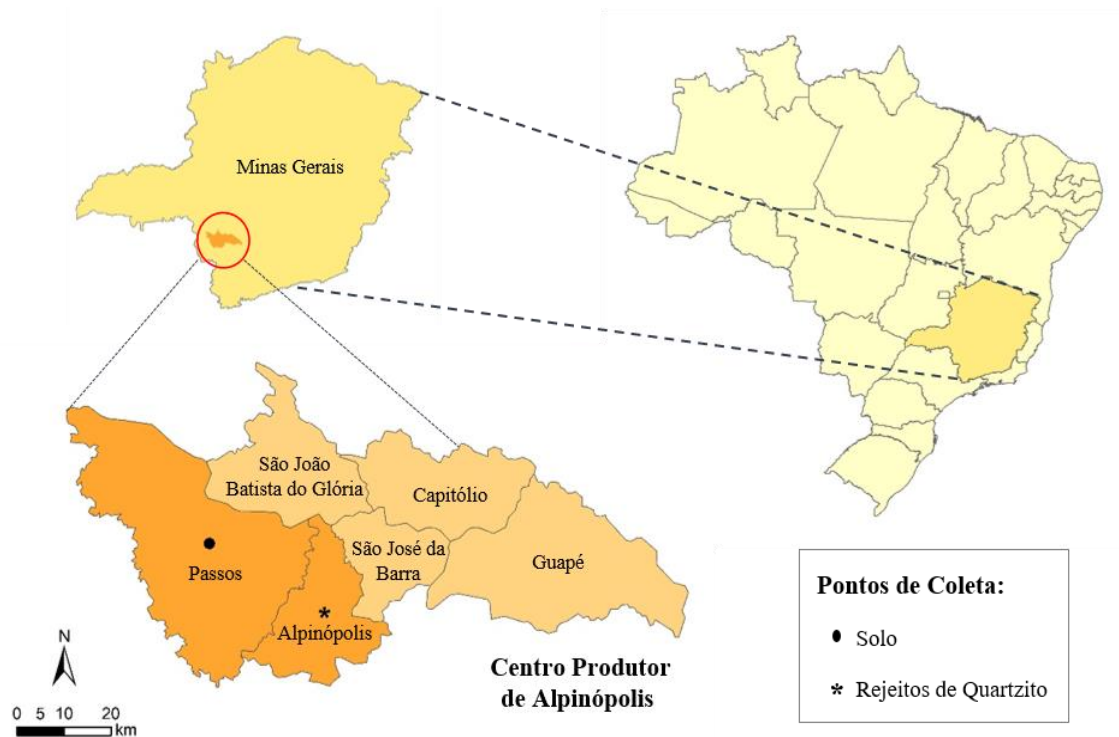 Minas Gerais
São João
Batista do Glória
Capitólio
São José da
Barra
Guapé
Passos
Alpinópolis
Centro Produtor
de Alpinópolis
N
0 5 10 20
km
Pontos de Coleta:
Solo
* Rejeitos de Quartzito